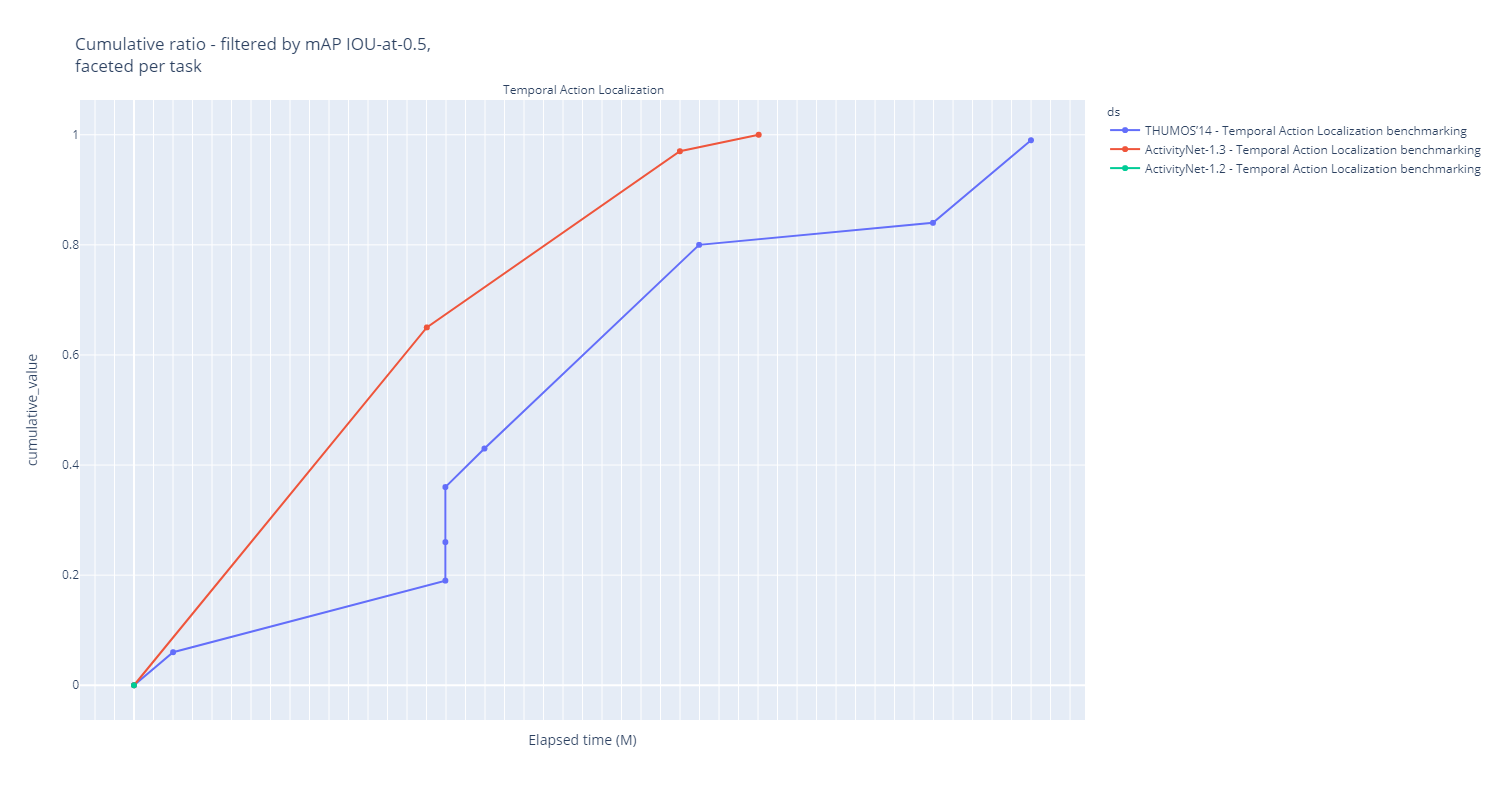 Cumulative ratio - filtered by mAP IOU-at-0.5,
faceted per task
Temporal Action Localization
ds
THUMOS’14 - Temporal Action Localization benchmarking
ActivityNet-1.3 - Temporal Action Localization benchmarking
ActivityNet-1.2 - Temporal Action Localization benchmarking
1
0.8
0.6
0.4
0.2
0
cumulative_value
Elapsed time (M)